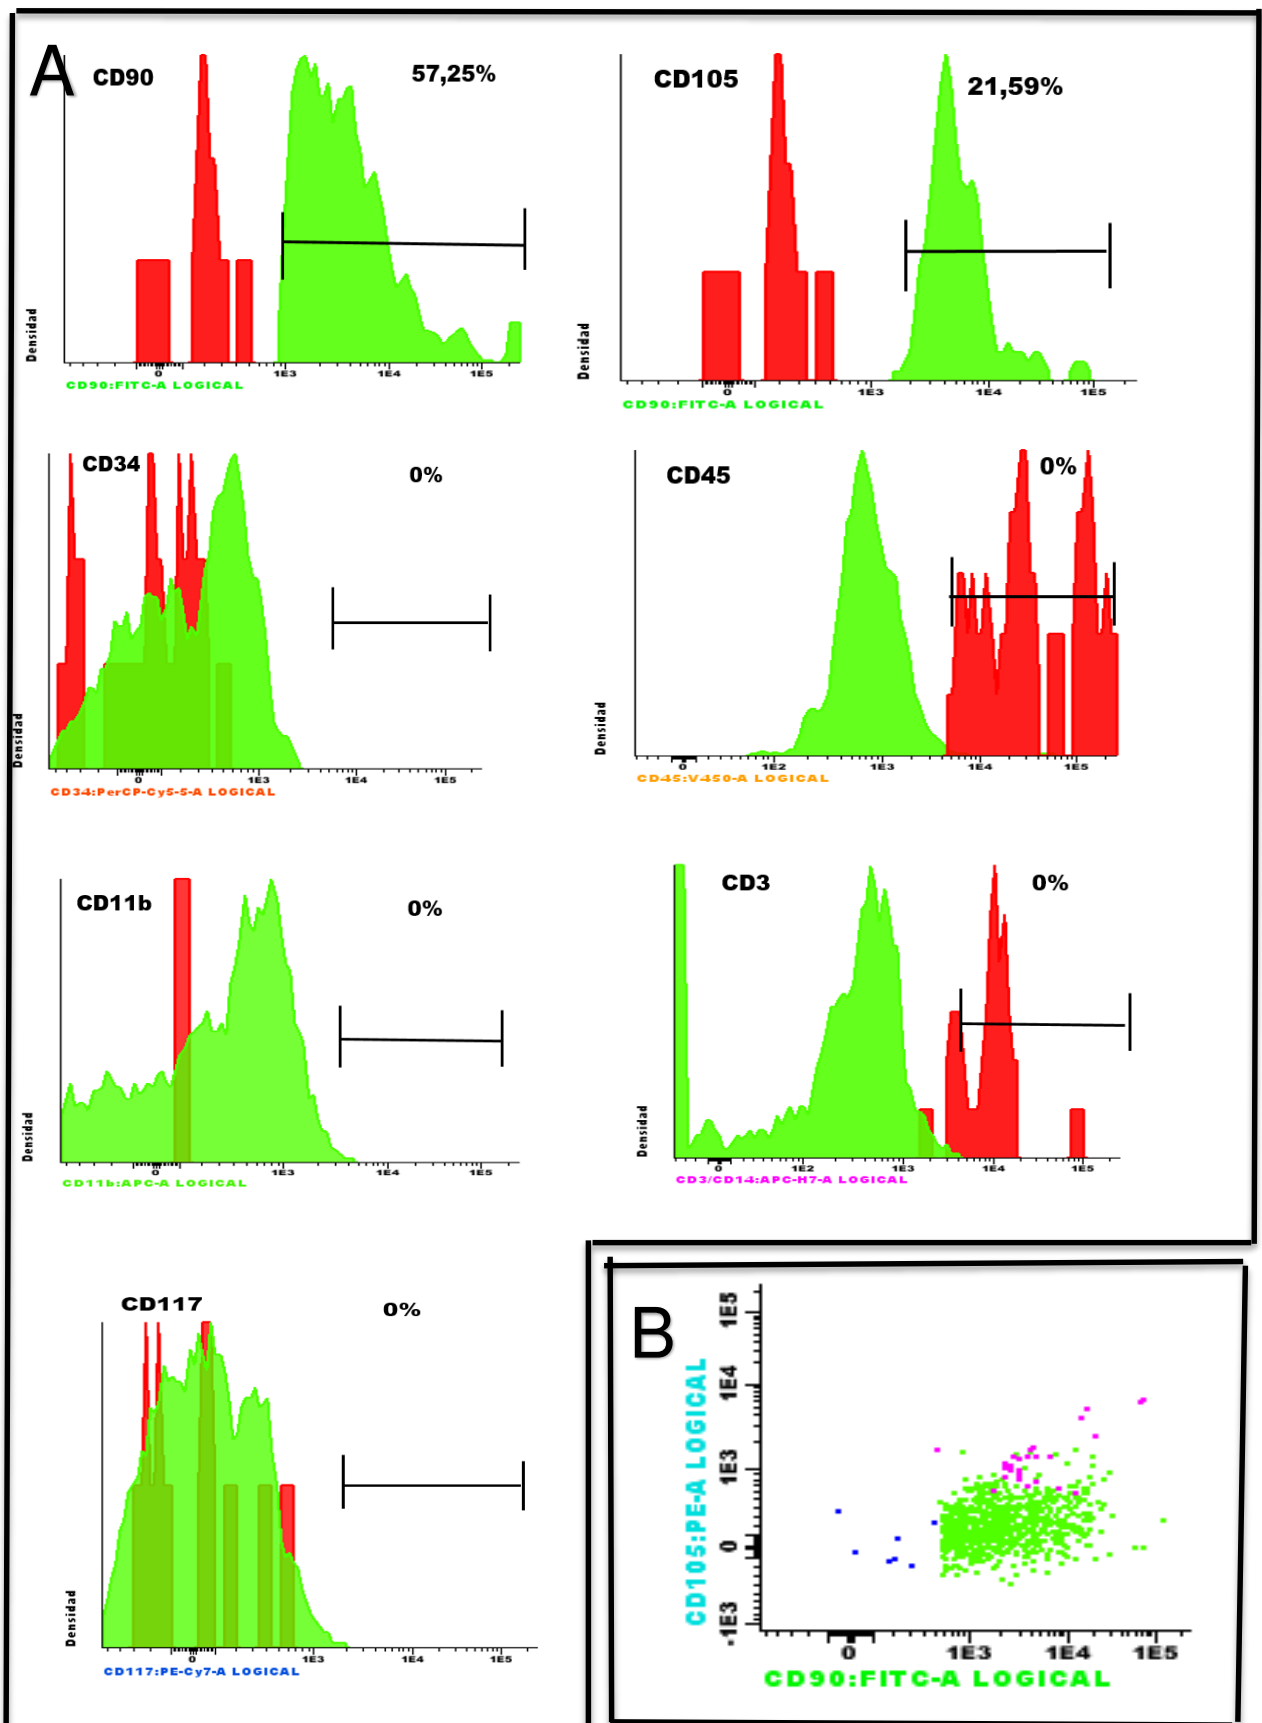 A
CD90
57,25%
Densidad
0 1E3 1E4 1E5
CD90:FITC-A LOGICAL
CD105
21,59%
Densidad
0 1E3 1E4 1E5
CD90:FITC-A LOGICAL
CD34
0%
Densidad
0 1E3 1E4 1E5
CD34:PerCP-Cy5-5-A LOGICAL
CD45
0%
Densidad
0 1E2 1E3 1E4 1E5
CD45:V450-A LOGICAL
CD11b
0%
Densidad
0 1E3 1E4 1E5
CD11b:APC-A LOGICAL
CD3
0%
Densidad
0 1E2 1E3 1E4 1E5
CD3/CD14:APC-H7-A LOGICAL
CD117
0%
Densidad
0 1E3 1E4 1E5
CD117:PE-Cy7-A LOGICAL
B
CD105:PE-A LOGICAL
1E5
1E4
1E3
0
-1E3
0 1E3 1E4 1E5
CD90:FITC-A LOGICAL